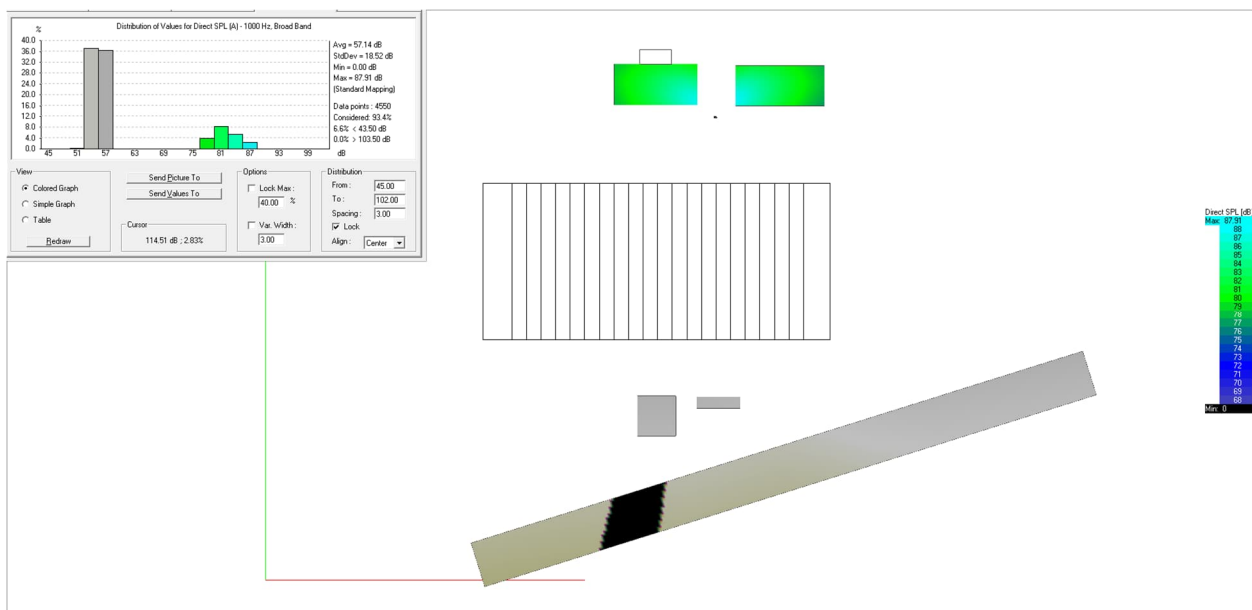 Distribution of Values for Direct SPL (A) - 1000 Hz, Broad Band
%
40.0
36.0
32.0
28.0
24.0
20.0
16.0
12.0
8.0
4.0
0.0
45 51 57 63 69 75 81 87 93 99 dB
Avg = 57.14 dB
StdDev = 18.52 dB
Min = 0.00 dB
Max = 87.91 dB
(Standard Mapping)
Data points : 4550
Considered: 93.4%
6.6% < 43.50 dB
0.0% > 103.50 dB
View
Colored Graph
Simple Graph
Table
Redraw
Send Picture To
Send Values To
Cursor
114.51 dB ; 2.83%
Options
Lock Max :
40.00 %
Var. Width :
3.00
Distribution
From : 45.00
To : 102.00
Spacing : 3.00
Lock
Align : Center
Direct SPL [dB
Max: 87.91
88
87
86
85
84
83
82
81
80
79
78
77
76
75
74
73
72
71
70
69
68
Min: 0